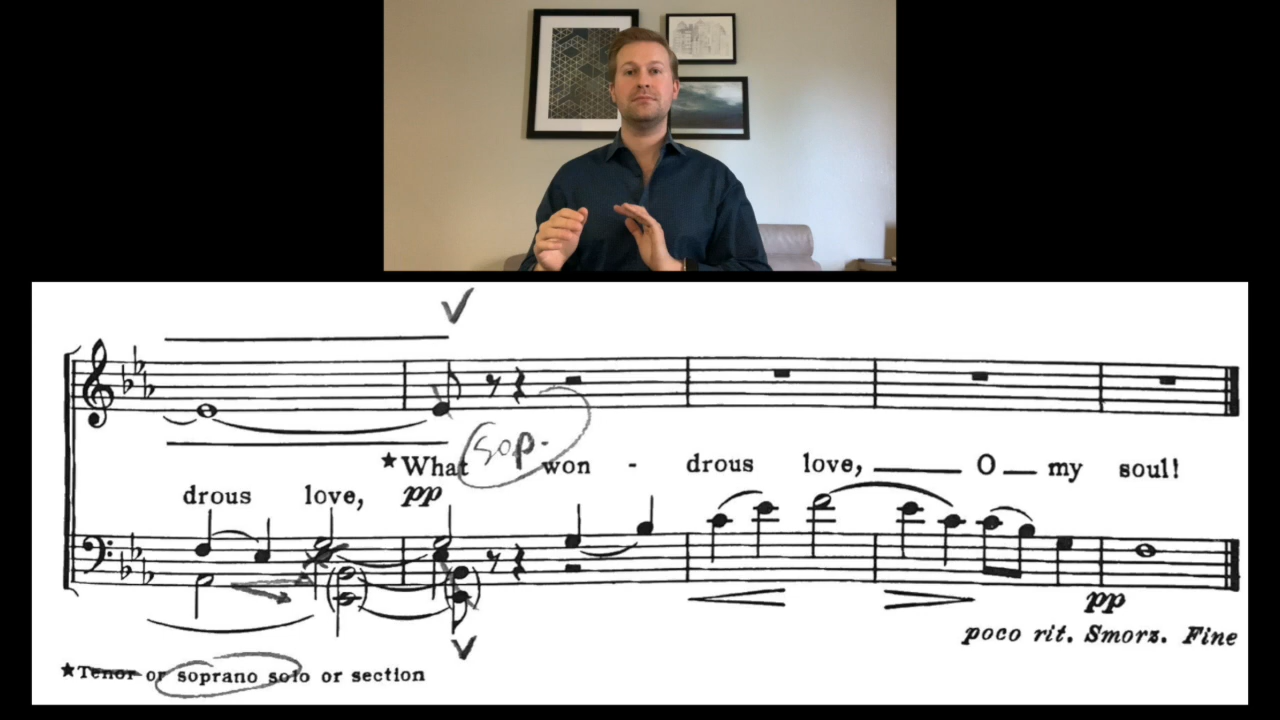 Sop.
★What won - drous love, O my soul!
drous love, pp
pp
poco rit. Smorz. Fine
★Tenor or soprano solo or section